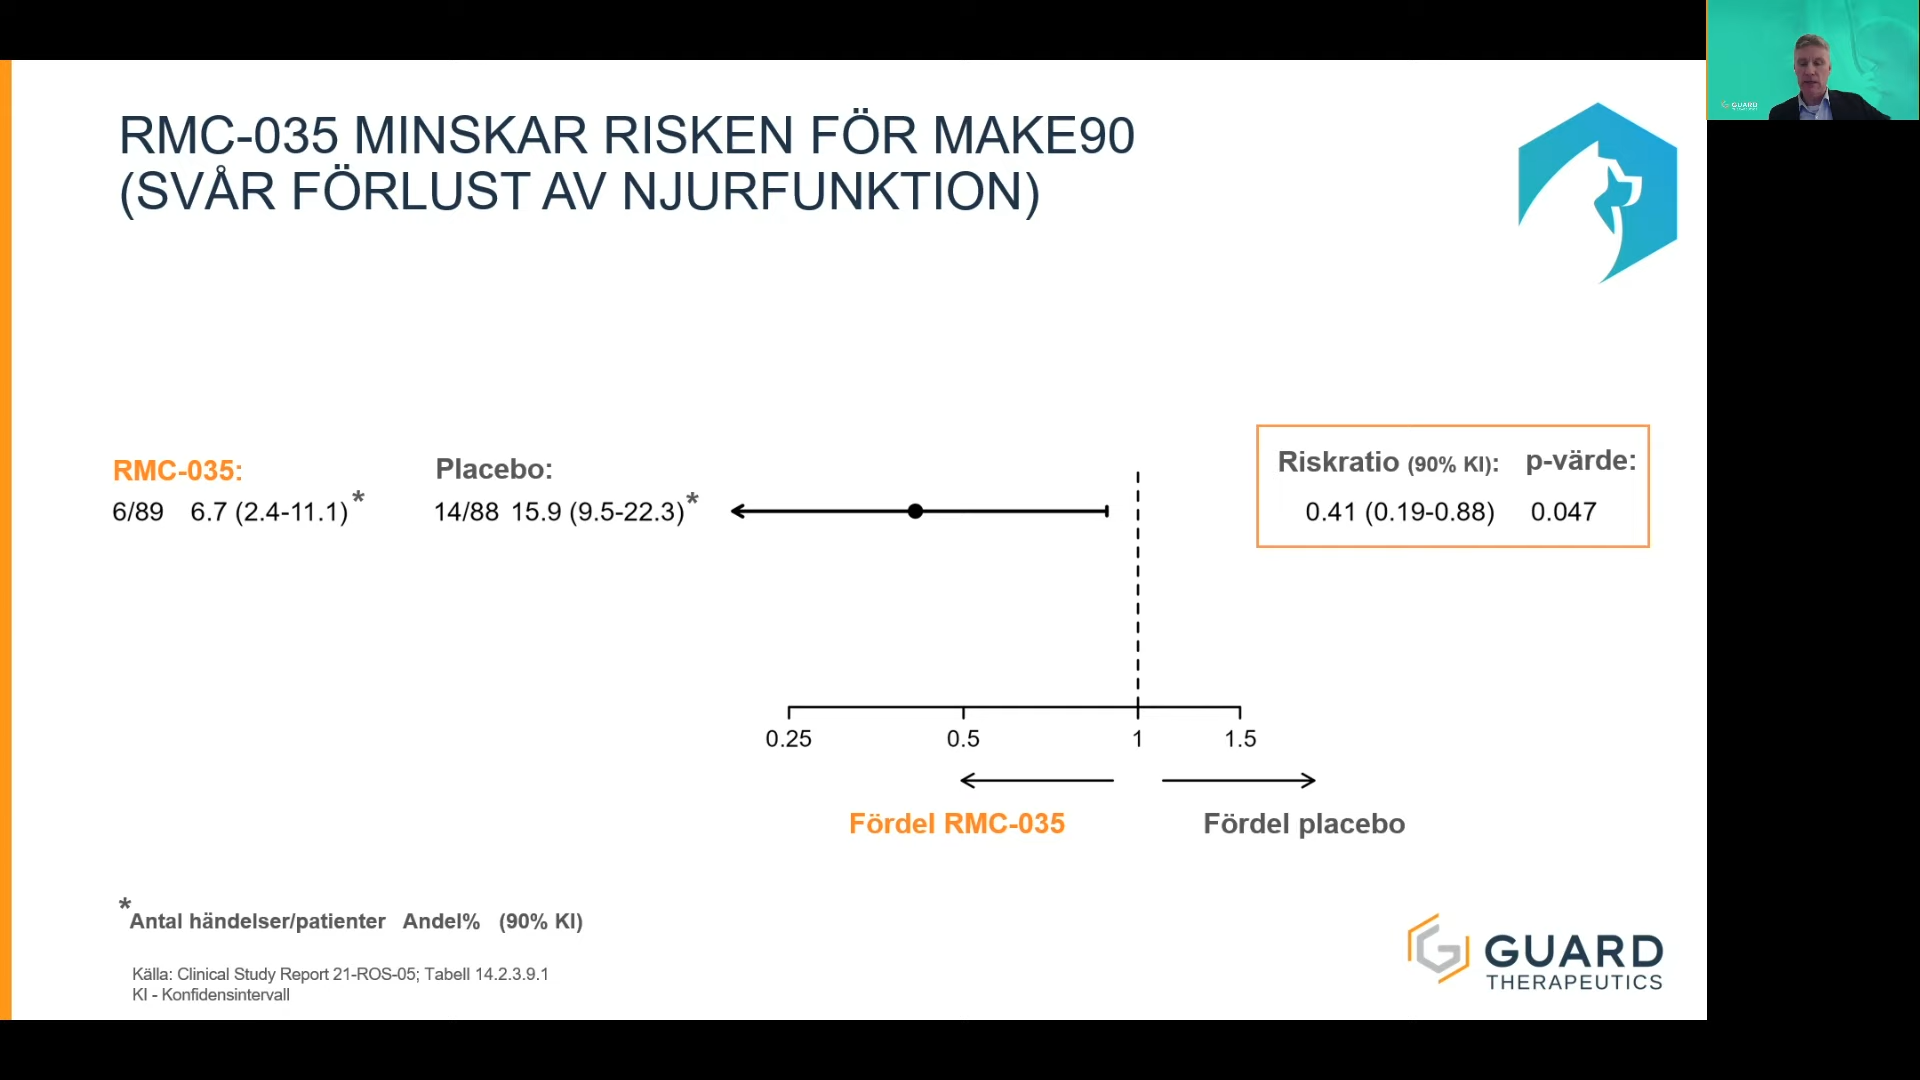 RMC-035 MINSKAR RISKEN FÖR MAKE90
(SVÅR FÖRLUST AV NJURFUNKTION)
RMC-035:
6/89 6.7 (2.4-11.1)*
Placebo:
14/88 15.9 (9.5-22.3)*
Riskratio (90% KI): p-värde:
0.41 (0.19-0.88) 0.047
0.25 0.5 1 1.5
Fördel RMC-035 Fördel placebo
*Antal händelser/patienter Andel% (90% KI)
Källa: Clinical Study Report 21-ROS-05; Tabell 14.2.3.9.1
KI - Konfidensintervall
GUARD
THERAPEUTICS
GUARD